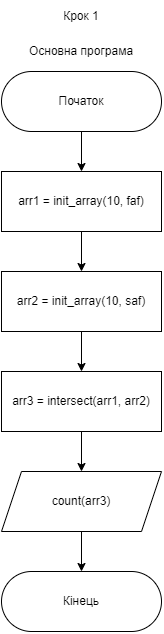 Крок 1
Основна програма
Початок
arr1 = init_array(10, faf)
arr2 = init_array(10, saf)
arr3 = intersect(arr1, arr2)
count(arr3)
Кінець